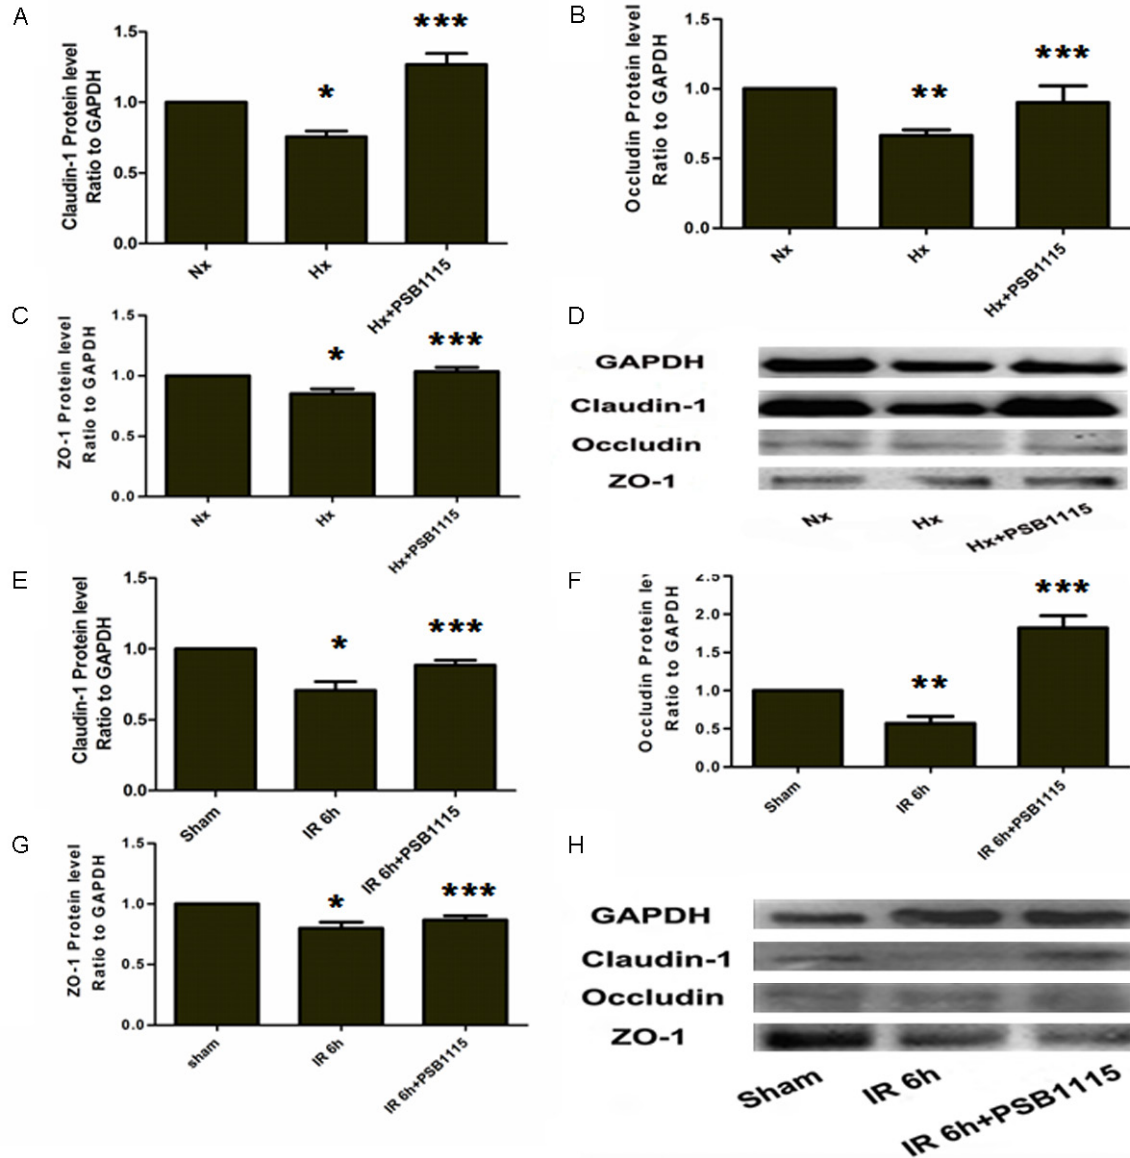 A
Claudin-1 Protein level
Ratio to GAPDH
1.5
1.0
0.5
0.0
*
***
Nx
Hx
Hx+PSB1115
B
Occludin Protein level
Ratio to GAPDH
1.5
1.0
0.5
0.0
**
***
Nx
Hx
Hx+PSB1115
C
ZO-1 Protein level
Ratio to GAPDH
1.5
1.0
0.5
0.0
*
***
Nx
Hx
Hx+PSB1115
D
GAPDH
Claudin-1
Occludin
ZO-1
Nx
Hx
Hx+PSB1115
E
Claudin-1 Protein level
Ratio to GAPDH
1.5
1.0
0.5
0.0
*
***
Sham
IR 6h
IR 6h+PSB1115
F
Occludin Protein le
Ratio to GAPDH
2.5
2.0
1.5
1.0
0.5
0.0
**
***
Sham
IR 6h
IR 6h+PSB1115
G
ZO-1 Protein level
Ratio to GAPDH
1.5
1.0
0.5
0.0
*
***
sham
IR 6h
IR 6h+PSB1115
H
GAPDH
Claudin-1
Occludin
ZO-1
Sham
IR 6h
IR 6h+PSB1115